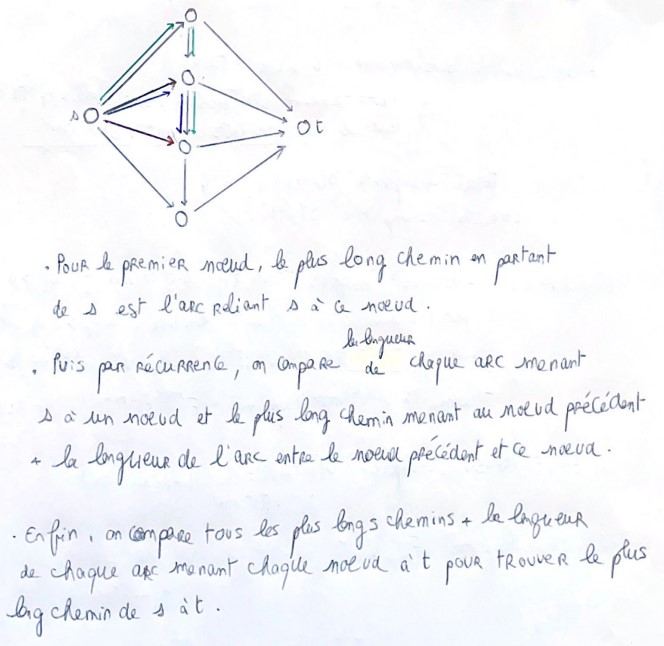 s
t
. Pour le premier noeud, le plus long chemin en partant
de s est l'arc reliant s à ce noeud.
. Puis par récurrence, on compare la longueur de chaque arc menant
s à un noeud et le plus long chemin menant au noeud précédent
+ la longueur de l'arc entre le noeud précédent et ce noeud.
. Enfin, on compare tous les plus longs chemins + la longueur
de chaque arc menant chaque noeud à t pour trouver le plus
long chemin de s à t.